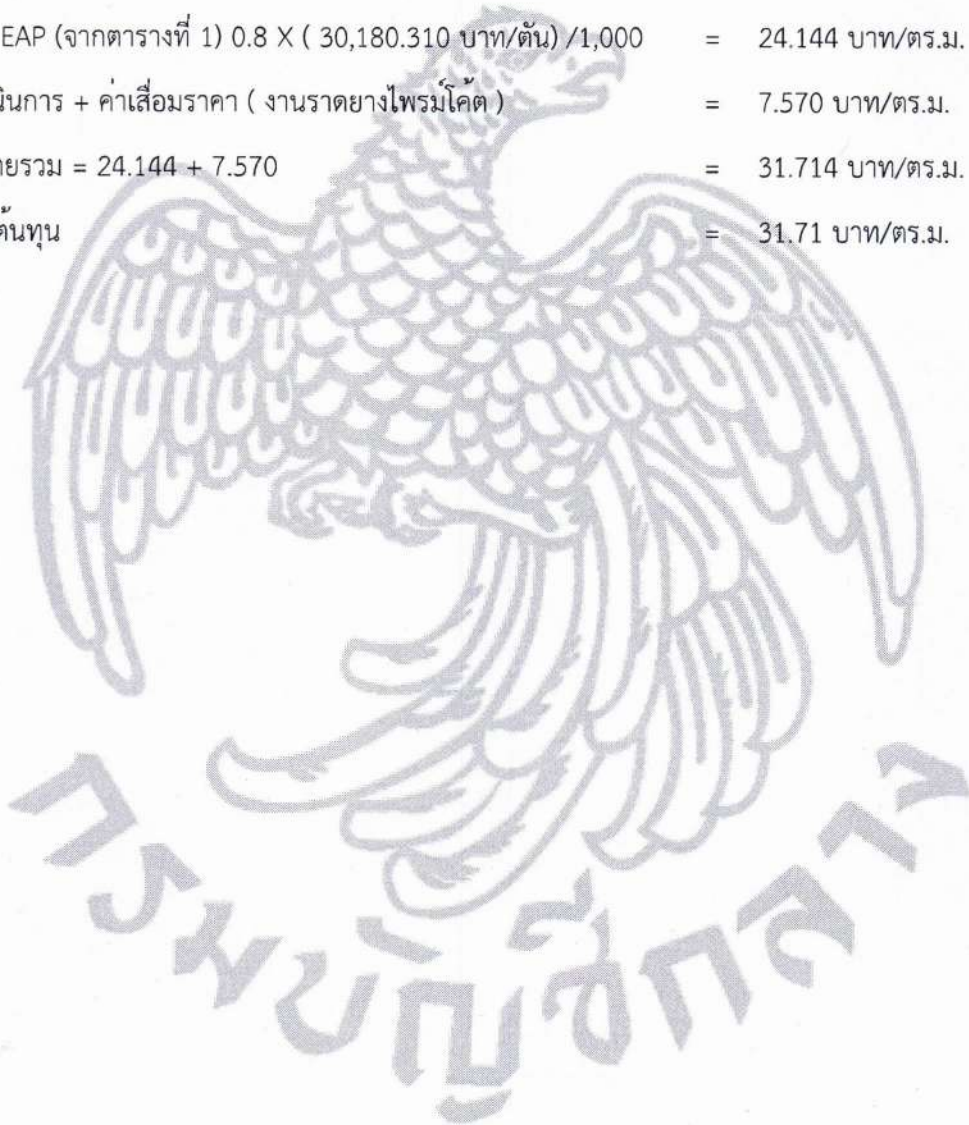 EAP (จากตารางที่ 1) 0.8 X ( 30,180.310 บาท/ตัน) /1,000 = 24.144 บาท/ตร.ม.
นินการ + ค่าเสื่อมราคา ( งานราดยางไพรม์โค้ต ) = 7.570 บาท/ตร.ม.
ายรวม = 24.144 + 7.570 = 31.714 บาท/ตร.ม.
ต้นทุน = 31.71 บาท/ตร.ม.
กรมบัญชีกลาง